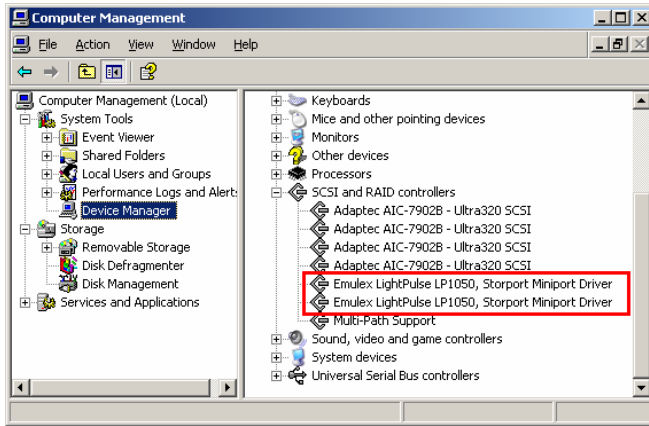 Computer Management
File Action View Window Help
Computer Management (Local)
System Tools
Event Viewer
Shared Folders
Local Users and Groups
Performance Logs and Alert:
Device Manager
Storage
Removable Storage
Disk Defragmenter
Disk Management
Services and Applications
Keyboards
Mice and other pointing devices
Monitors
Other devices
Processors
SCSI and RAID controllers
Adaptec AIC-7902B - Ultra320 SCSI
Adaptec AIC-7902B - Ultra320 SCSI
Adaptec AIC-7902B - Ultra320 SCSI
Adaptec AIC-7902B - Ultra320 SCSI
Emulex LightPulse LP1050, Storport Miniport Driver
Emulex LightPulse LP1050, Storport Miniport Driver
Multi-Path Support
Sound, video and game controllers
System devices
Universal Serial Bus controllers